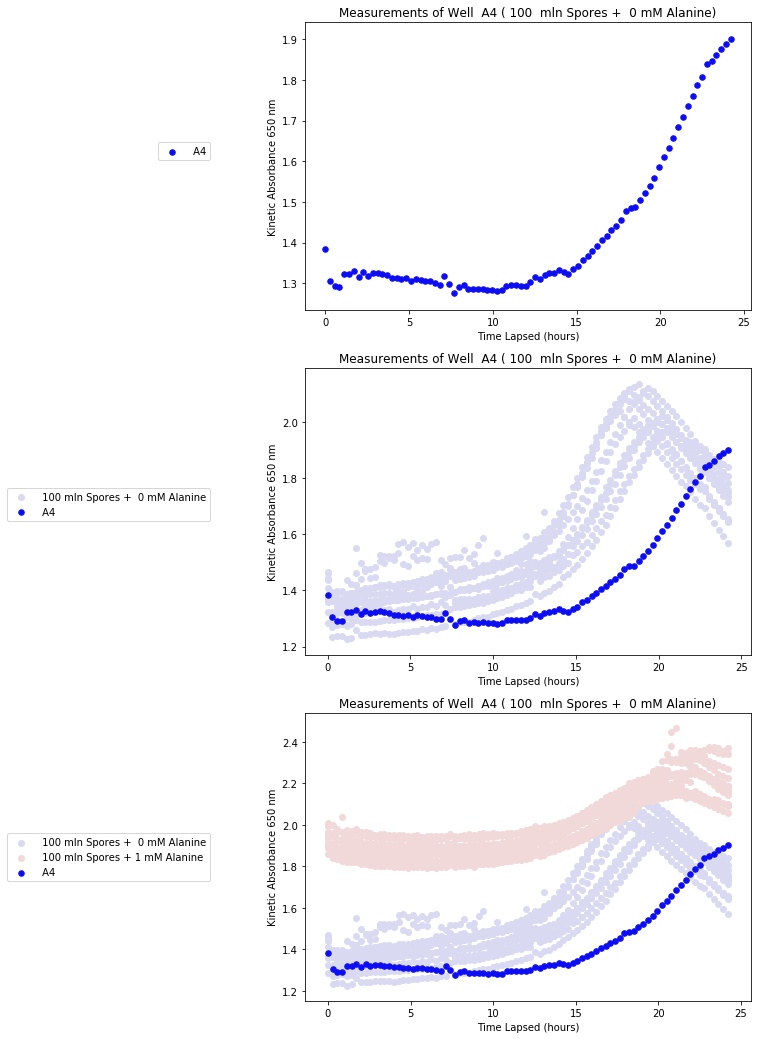 Measurements of Well  A4 ( 100  mln Spores +  0 mM Alanine)
1.9
1.8
1.7
1.6
1.5
1.4
1.3
Kinetic Absorbance 650 nm
A4
0 5 10 15 20 25
Time Lapsed (hours)
Measurements of Well  A4 ( 100  mln Spores +  0 mM Alanine)
2.0
1.8
1.6
1.4
1.2
Kinetic Absorbance 650 nm
100 mln Spores +  0 mM Alanine
A4
0 5 10 15 20 25
Time Lapsed (hours)
Measurements of Well  A4 ( 100  mln Spores +  0 mM Alanine)
2.4
2.2
2.0
1.8
1.6
1.4
1.2
Kinetic Absorbance 650 nm
100 mln Spores +  0 mM Alanine
100 mln Spores + 1 mM Alanine
A4
0 5 10 15 20 25
Time Lapsed (hours)